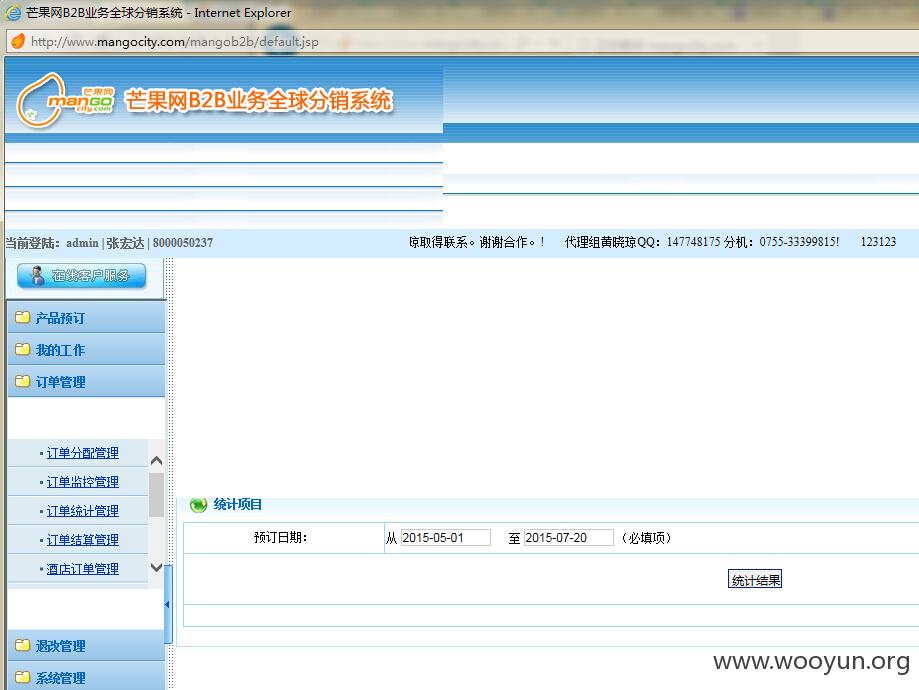 芒果网B2B业务全球分销系统 - Internet Explorer
http://www.mangocity.com/mangob2b/default.jsp
芒果网
mango
city.com
芒果网B2B业务全球分销系统
当前登陆：admin | 张宏达 | 8000050237
琼取得联系。谢谢合作。！ 代理组黄晓琼QQ：147748175 分机：0755-33399815! 123123
在线客户服务
产品预订
我的工作
订单管理
订单分配管理
订单监控管理
订单统计管理
订单结算管理
酒店订单管理
统计项目
预订日期： 从 2015-05-01 至 2015-07-20 （必填项）
统计结果
退改管理
系统管理
www.wooyun.org